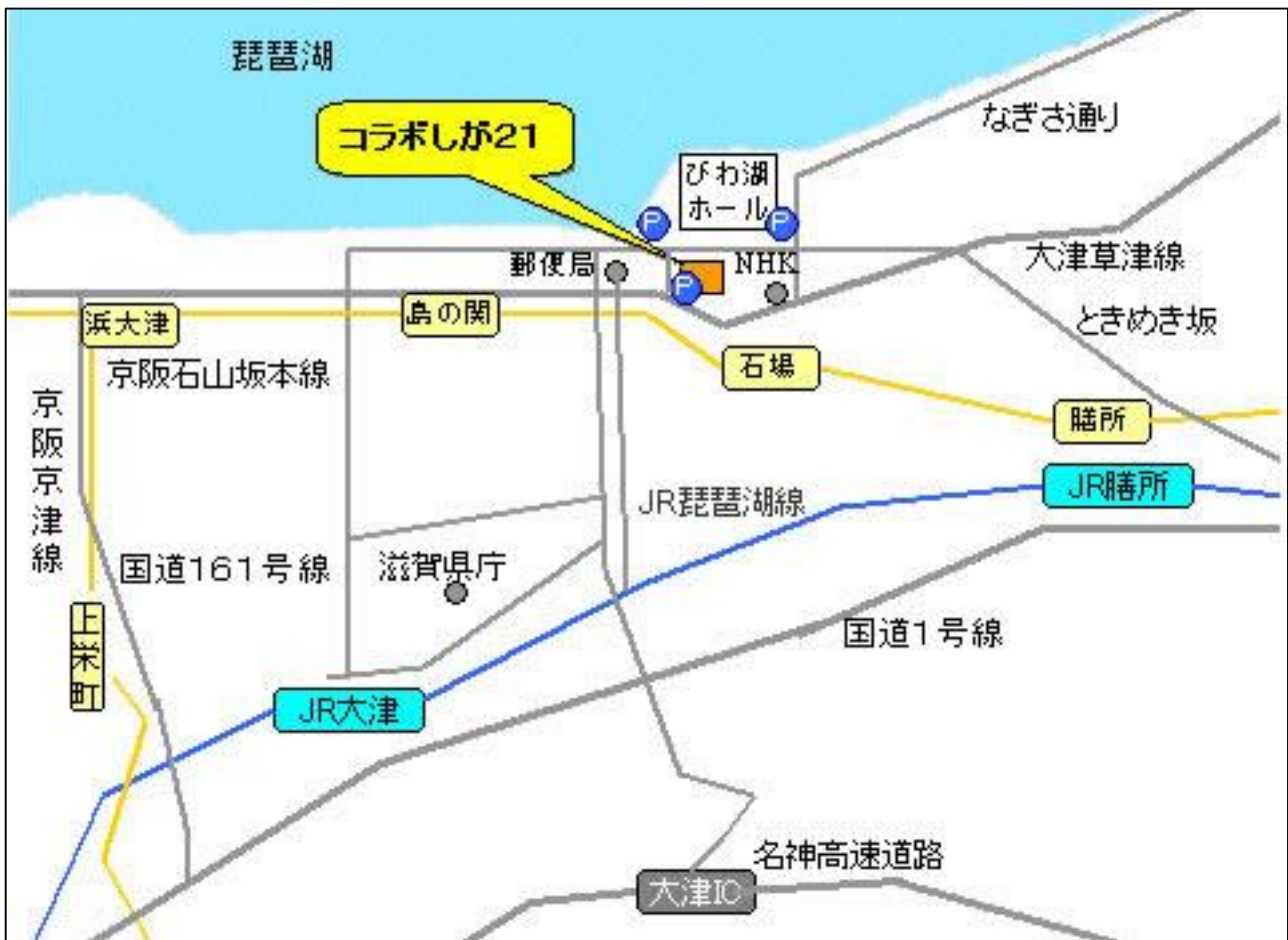 琵琶湖
なぎさ通り
コラボしが21
びわ湖
ホール
P
P
大津草津線
郵便局
NHK
P
浜大津
島の関
ときめき坂
京阪石山坂本線
石場
京阪京津線
膳所
JR膳所
JR琵琶湖線
国道161号線
滋賀県庁
上栄町
国道1号線
JR大津
名神高速道路
大津IC